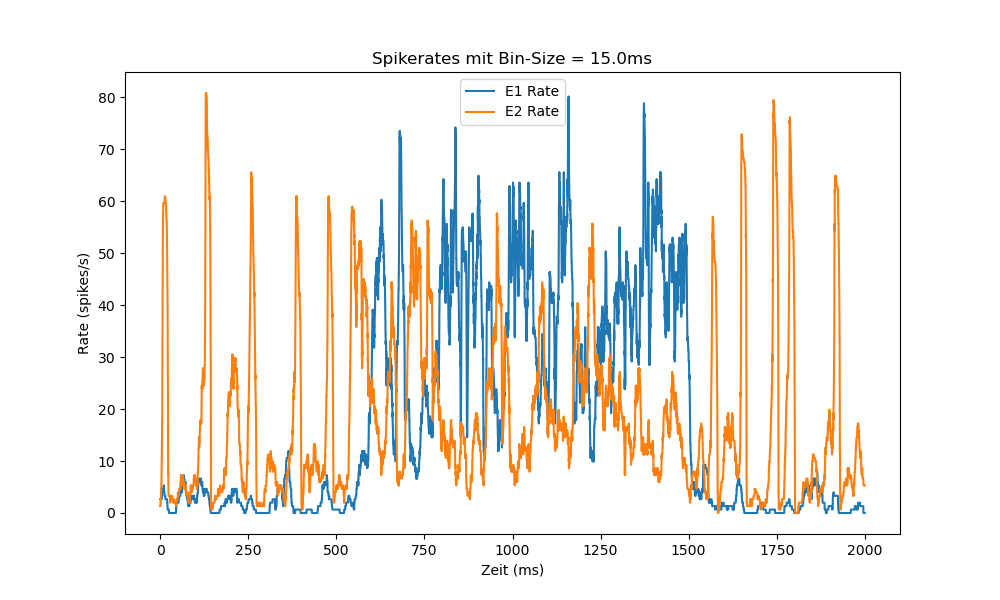 Spikerates mit Bin-Size = 15.0ms
E1 Rate
E2 Rate
80
70
60
50
40
30
20
10
0
Rate (spikes/s)
0 250 500 750 1000 1250 1500 1750 2000
Zeit (ms)